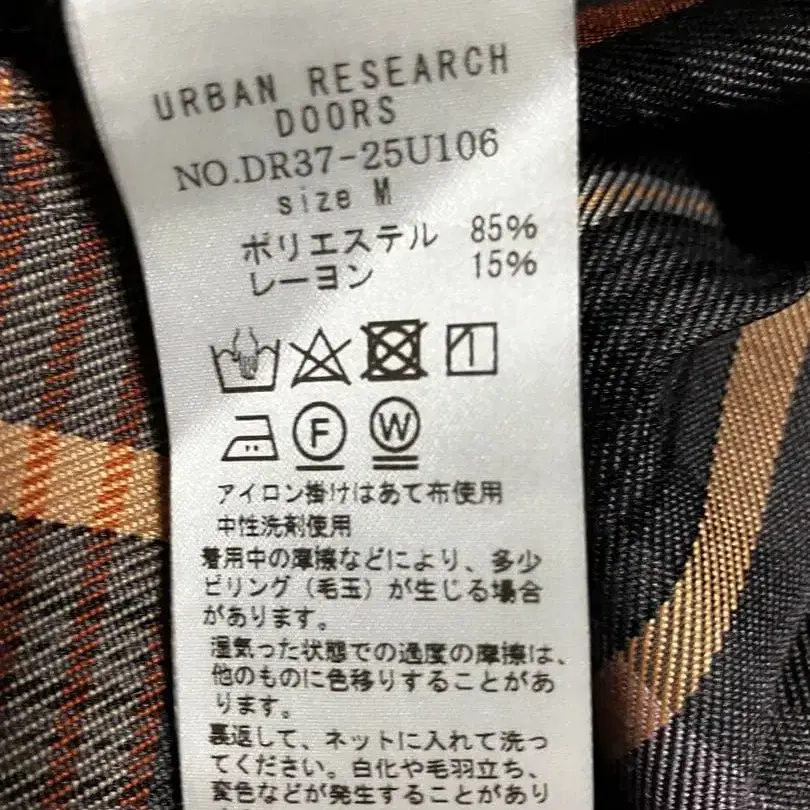 URBAN RESEARCH
DOORS
NO.DR37-25U106
size M
ポリエステル 85%
レーヨン 15%
F W
アイロン掛けはあて布使用
中性洗剤使用
着用中の摩擦などにより、多少
ピリング（毛玉）が生じる場合
があります。
湿気った状態での過度の摩擦は、
他のものに色移りすることがあ
ります。
裏返して、ネットに入れて洗っ
てください。白化や毛羽立ち、
変色などが発生することがあり